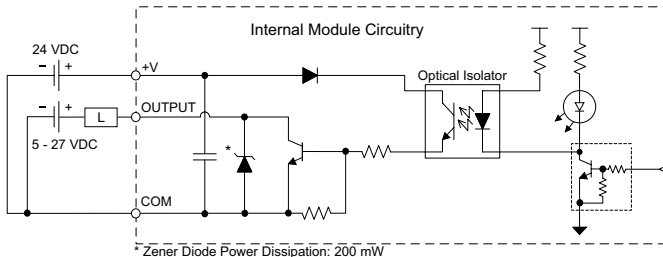 Internal Module Circuitry
24 VDC
− +
+V
Optical Isolator
− +
OUTPUT
L
5 - 27 VDC
*
COM
* Zener Diode Power Dissipation: 200 mW